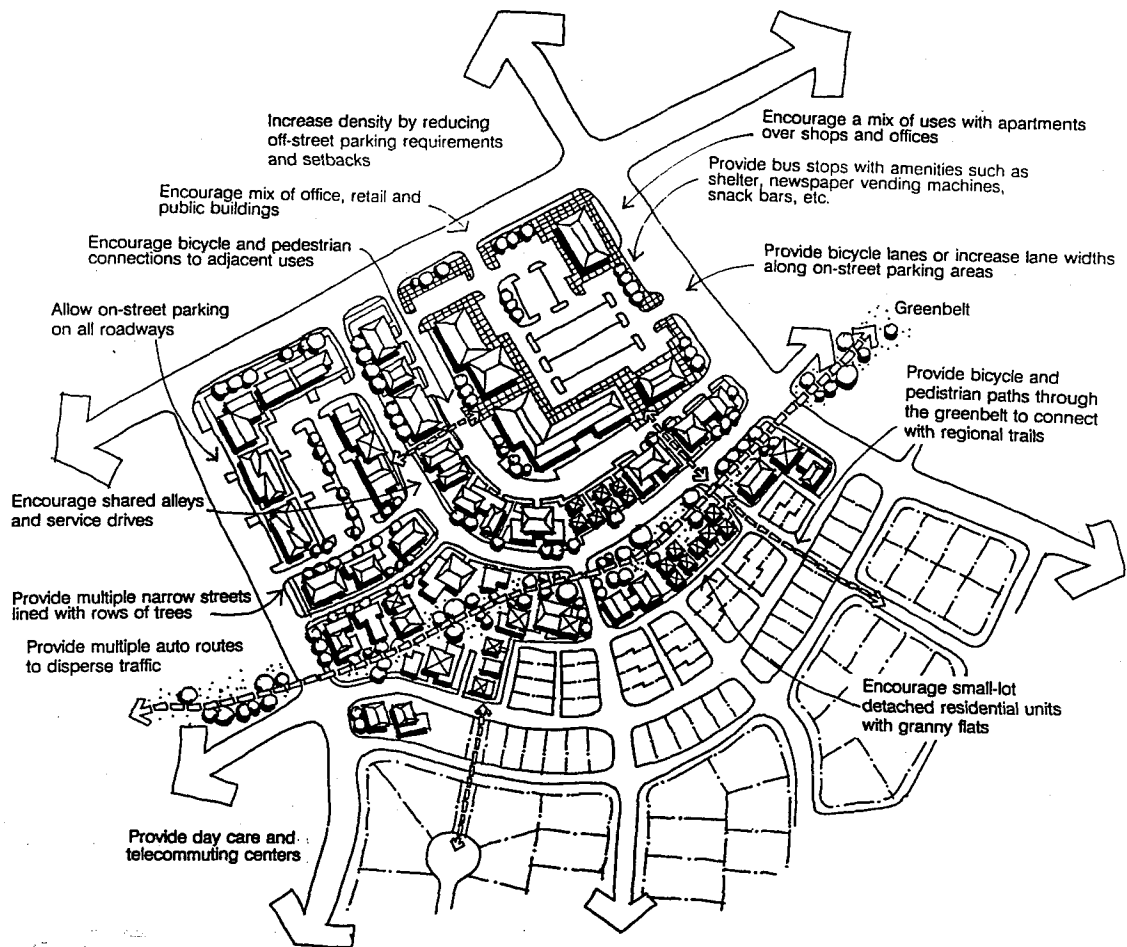 Increase density by reducing
off-street parking requirements
and setbacks
Encourage mix of office, retail and
public buildings
Encourage bicycle and pedestrian
connections to adjacent uses
Allow on-street parking
on all roadways
Encourage shared alleys
and service drives
Provide multiple narrow streets
lined with rows of trees
Provide multiple auto routes
to disperse traffic
Provide day care and
telecommuting centers
Encourage a mix of uses with apartments
over shops and offices
Provide bus stops with amenities such as
shelter, newspaper vending machines,
snack bars, etc.
Provide bicycle lanes or increase lane widths
along on-street parking areas
Greenbelt
Provide bicycle and
pedistrian paths through
the greenbelt to connect
with regional trails
Encourage small-lot
detached residential units
with granny flats